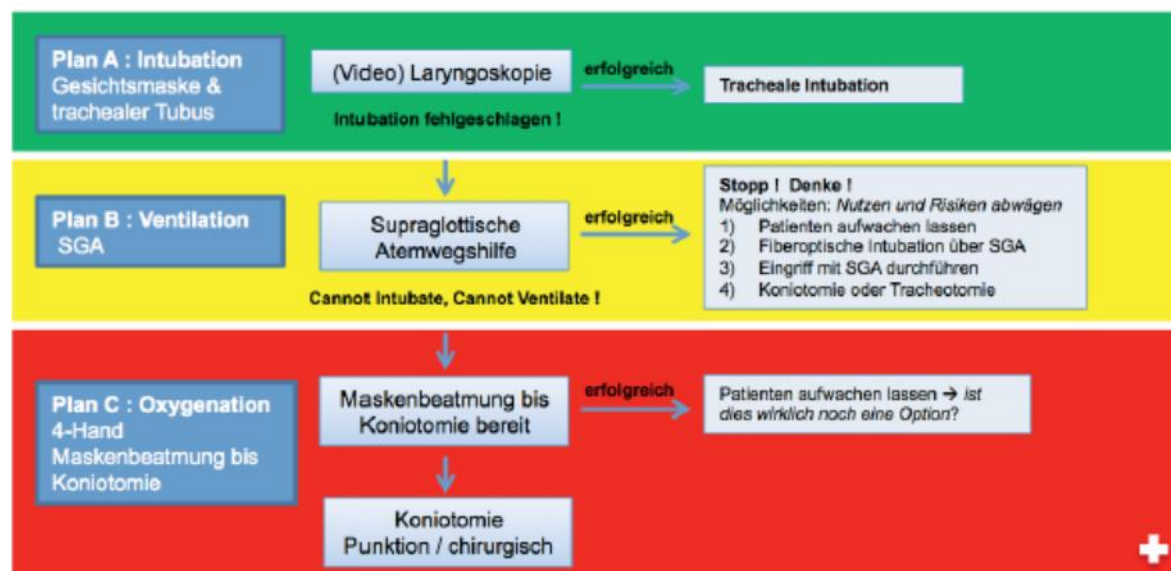 Plan A : Intubation
Gesichtsmaske &
trachealer Tubus
(Video) Laryngoskopie
erfolgreich
Tracheale Intubation
Intubation fehlgeschlagen !
Plan B : Ventilation
SGA
Supraglottische
Atemwegshilfe
erfolgreich
Stopp ! Denke !
Möglichkeiten: Nutzen und Risiken abwägen
1) Patienten aufwachen lassen
2) Fiberoptische Intubation über SGA
3) Eingriff mit SGA durchführen
4) Koniotomie oder Tracheotomie
Cannot Intubate, Cannot Ventilate !
Plan C : Oxygenation
4-Hand
Maskenbeatmung bis
Koniotomie
Maskenbeatmung bis
Koniotomie bereit
erfolgreich
Patienten aufwachen lassen → ist
dies wirklich noch eine Option?
Koniotomie
Punktion / chirurgisch